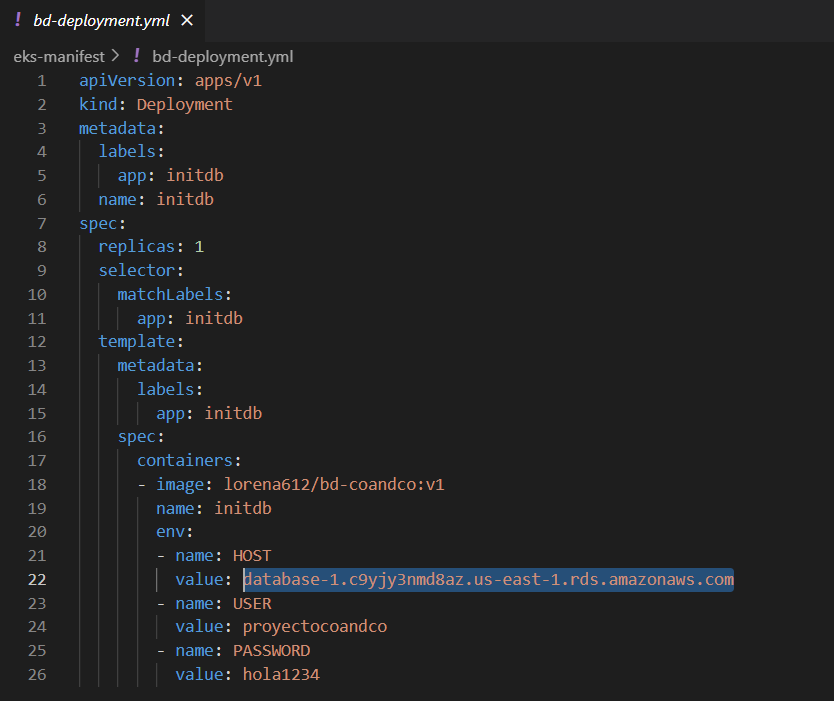 ! bd-deployment.yml ×
eks-manifest > ! bd-deployment.yml
1 apiVersion: apps/v1
2 kind: Deployment
3 metadata:
4   labels:
5     app: initdb
6   name: initdb
7 spec:
8   replicas: 1
9   selector:
10     matchLabels:
11       app: initdb
12   template:
13     metadata:
14       labels:
15         app: initdb
16     spec:
17       containers:
18       - image: lorena612/bd-coandco:v1
19         name: initdb
20         env:
21         - name: HOST
22           value: database-1.c9yjy3nmd8az.us-east-1.rds.amazonaws.com
23         - name: USER
24           value: proyectocoandco
25         - name: PASSWORD
26           value: hola1234